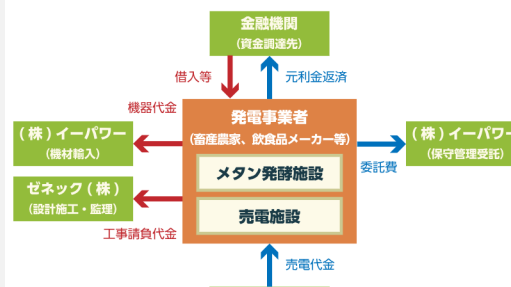 金融機関
(資金調達先)
借入等
元利金返済
機器代金
発電事業者
(畜産農家、飲食品メーカー等)
(株)イーパワー
(機材輸入)
(株)イーパワー
(保守管理受託)
メタン発酵施設
委託費
ゼネック(株)
(設計施工・監理)
売電施設
工事請負代金
売電代金